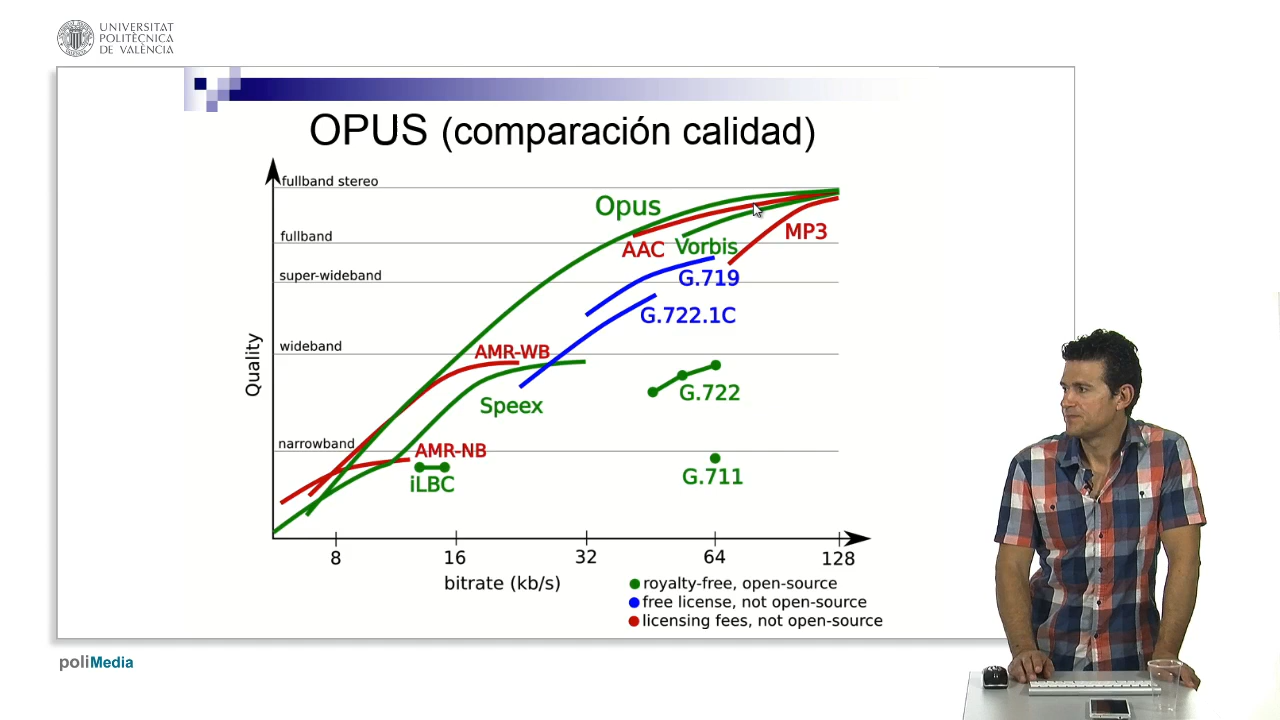 UNIVERSITAT
POLITÈCNICA
DE VALÈNCIA
OPUS (comparación calidad)
fullband stereo
Opus
fullband
AAC
Vorbis
MP3
super-wideband
G.719
G.722.1C
wideband
AMR-WB
Quality
Speex
G.722
narrowband
AMR-NB
iLBC
G.711
8
16
32
64
128
bitrate (kb/s)
royalty-free, open-source
free license, not open-source
licensing fees, not open-source
poliMedia